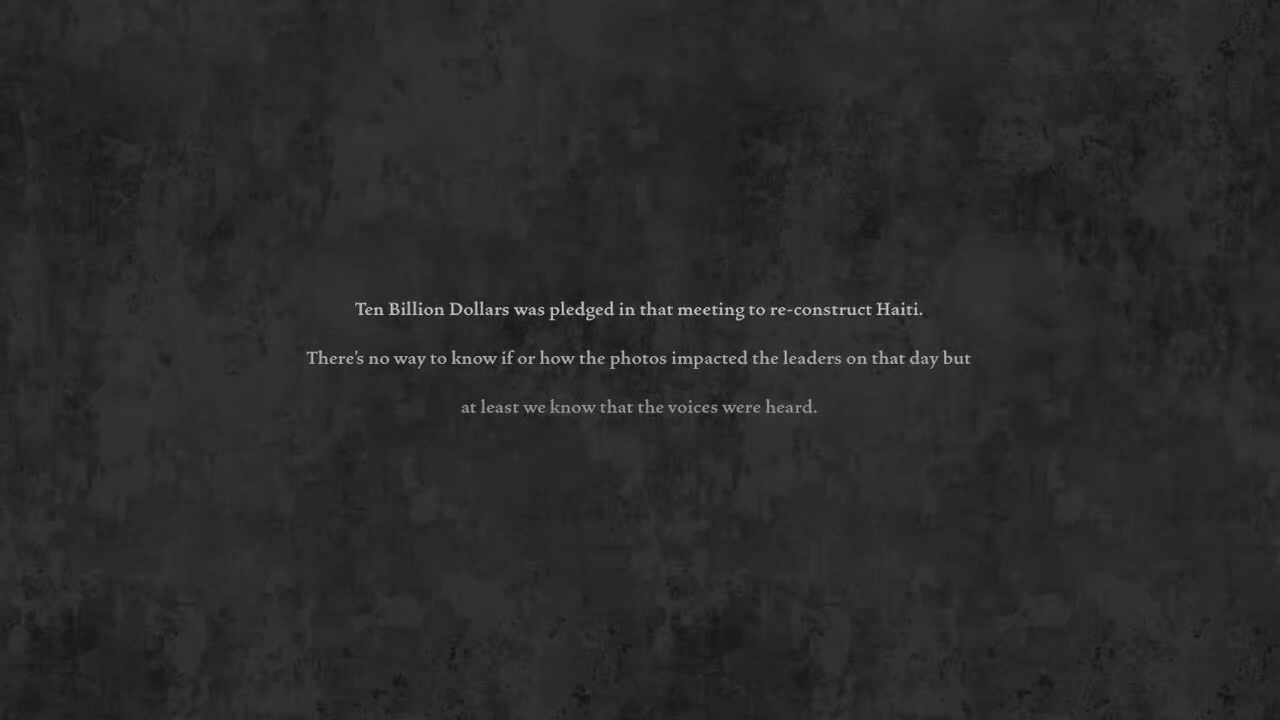 Ten Billion Dollars was pledged in that meeting to re-construct Haiti.
There's no way to know if or how the photos impacted the leaders on that day but
at least we know that the voices were heard.